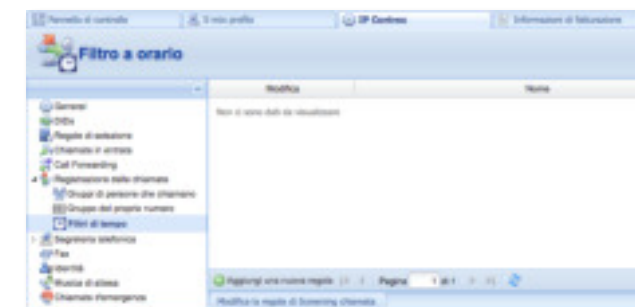 Pannello di controllo
Il mio profilo
IP Centrex
Informazioni di fatturazione
Filtro a orario
Modifica
Nome
Non ci sono dati da visualizzare
Generali
DIDs
Regole di selezione
Chiamate in entrata
Call Forwarding
Registrazione delle chiamate
Gruppi di persone che chiamano
Gruppo del proprio numero
Filtri di tempo
Segreteria telefonica
Fax
Identità
Musica di attesa
Chiamate d'emergenza
Aggiungi una nuova regola
Pagina 1 di 1
Modifica la regola di Screening chiamata